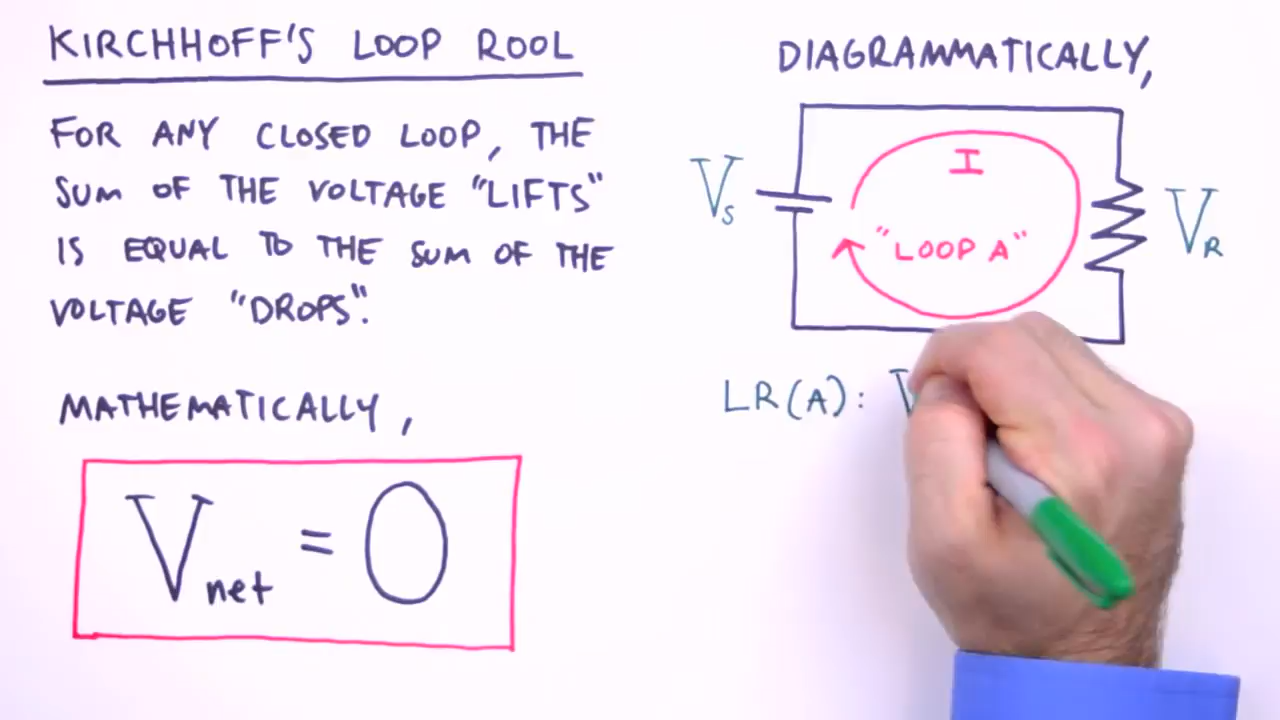 KIRCHHOFF'S LOOP ROOL
FOR ANY CLOSED LOOP, THE
SUM OF THE VOLTAGE "LIFTS"
IS EQUAL TO THE SUM OF THE
VOLTAGE "DROPS".
MATHEMATICALLY,
Vnet = 0
DIAGRAMMATICALLY,
I
VS
VR
"LOOP A"
LR(A): V